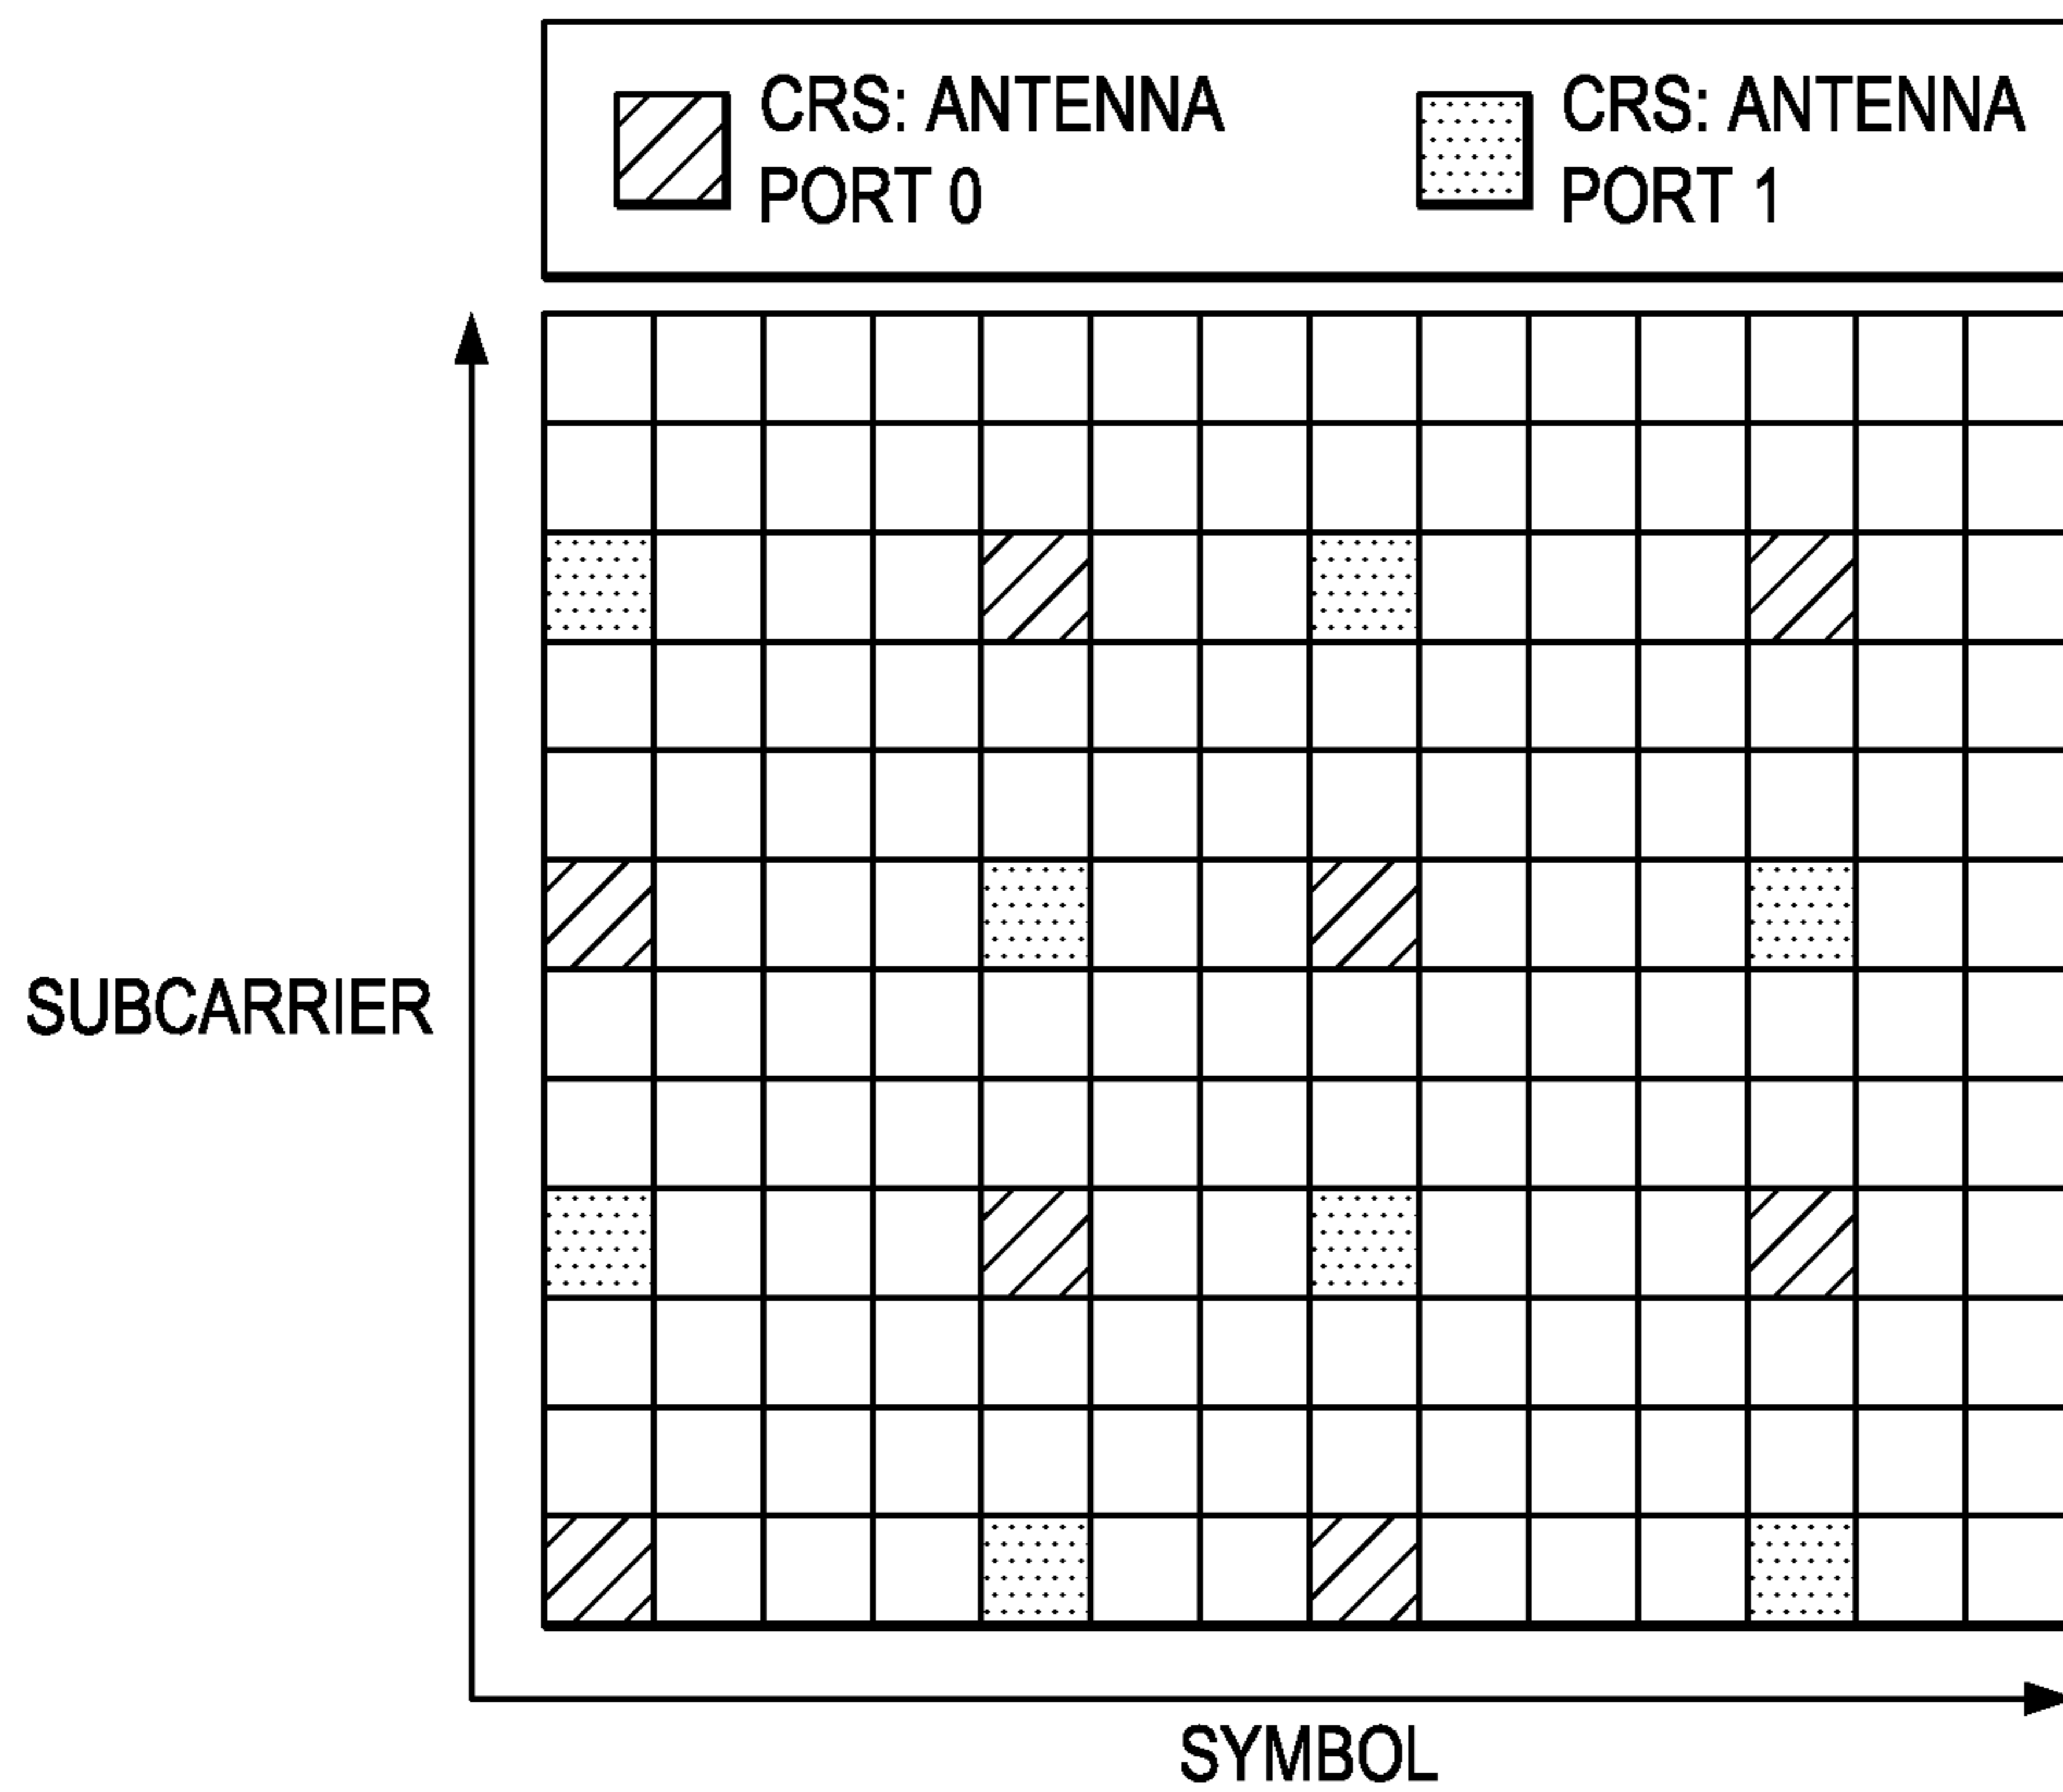 CRS: ANTENNA
PORT 0
CRS: ANTENNA
PORT 1
SUBCARRIER
SYMBOL